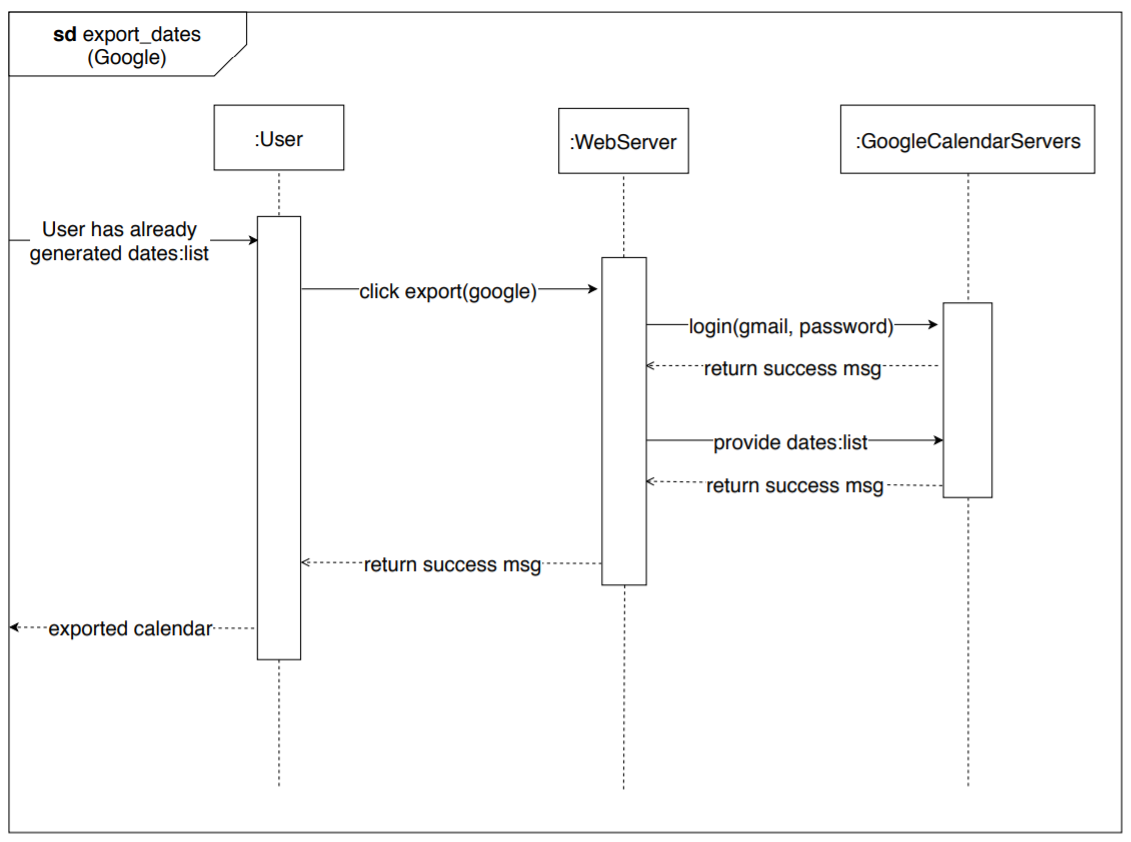 sd export_dates
(Google)
:User
:WebServer
:GoogleCalendarServers
User has already
generated dates:list
click export(google)
login(gmail, password)
return success msg
provide dates:list
return success msg
return success msg
exported calendar